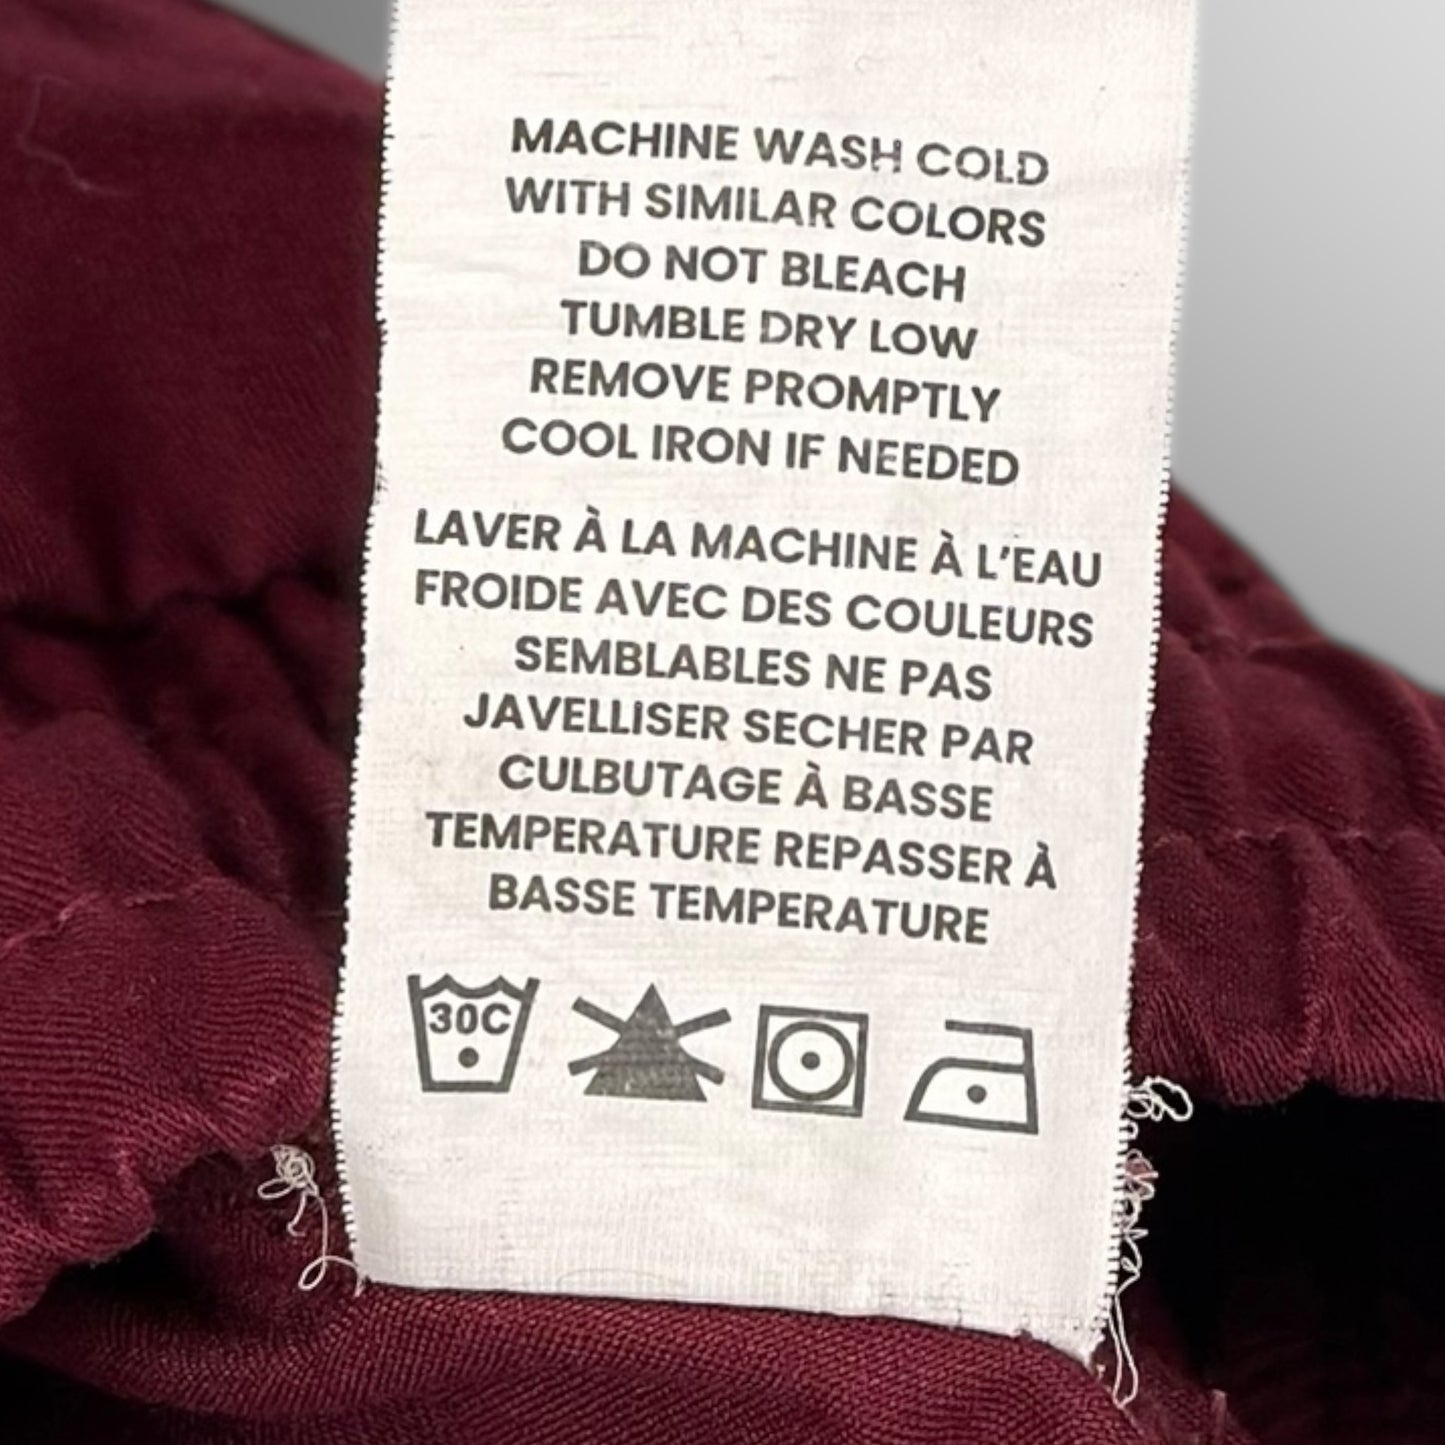 MACHINE WASH COLD
WITH SIMILAR COLORS
DO NOT BLEACH
TUMBLE DRY LOW
REMOVE PROMPTLY
COOL IRON IF NEEDED
LAVER À LA MACHINE À L’EAU
FROIDE AVEC DES COULEURS
SEMBLABLES NE PAS
JAVELLISER SECHER PAR
CULBUTAGE À BASSE
TEMPERATURE REPASSER À
BASSE TEMPERATURE
30C